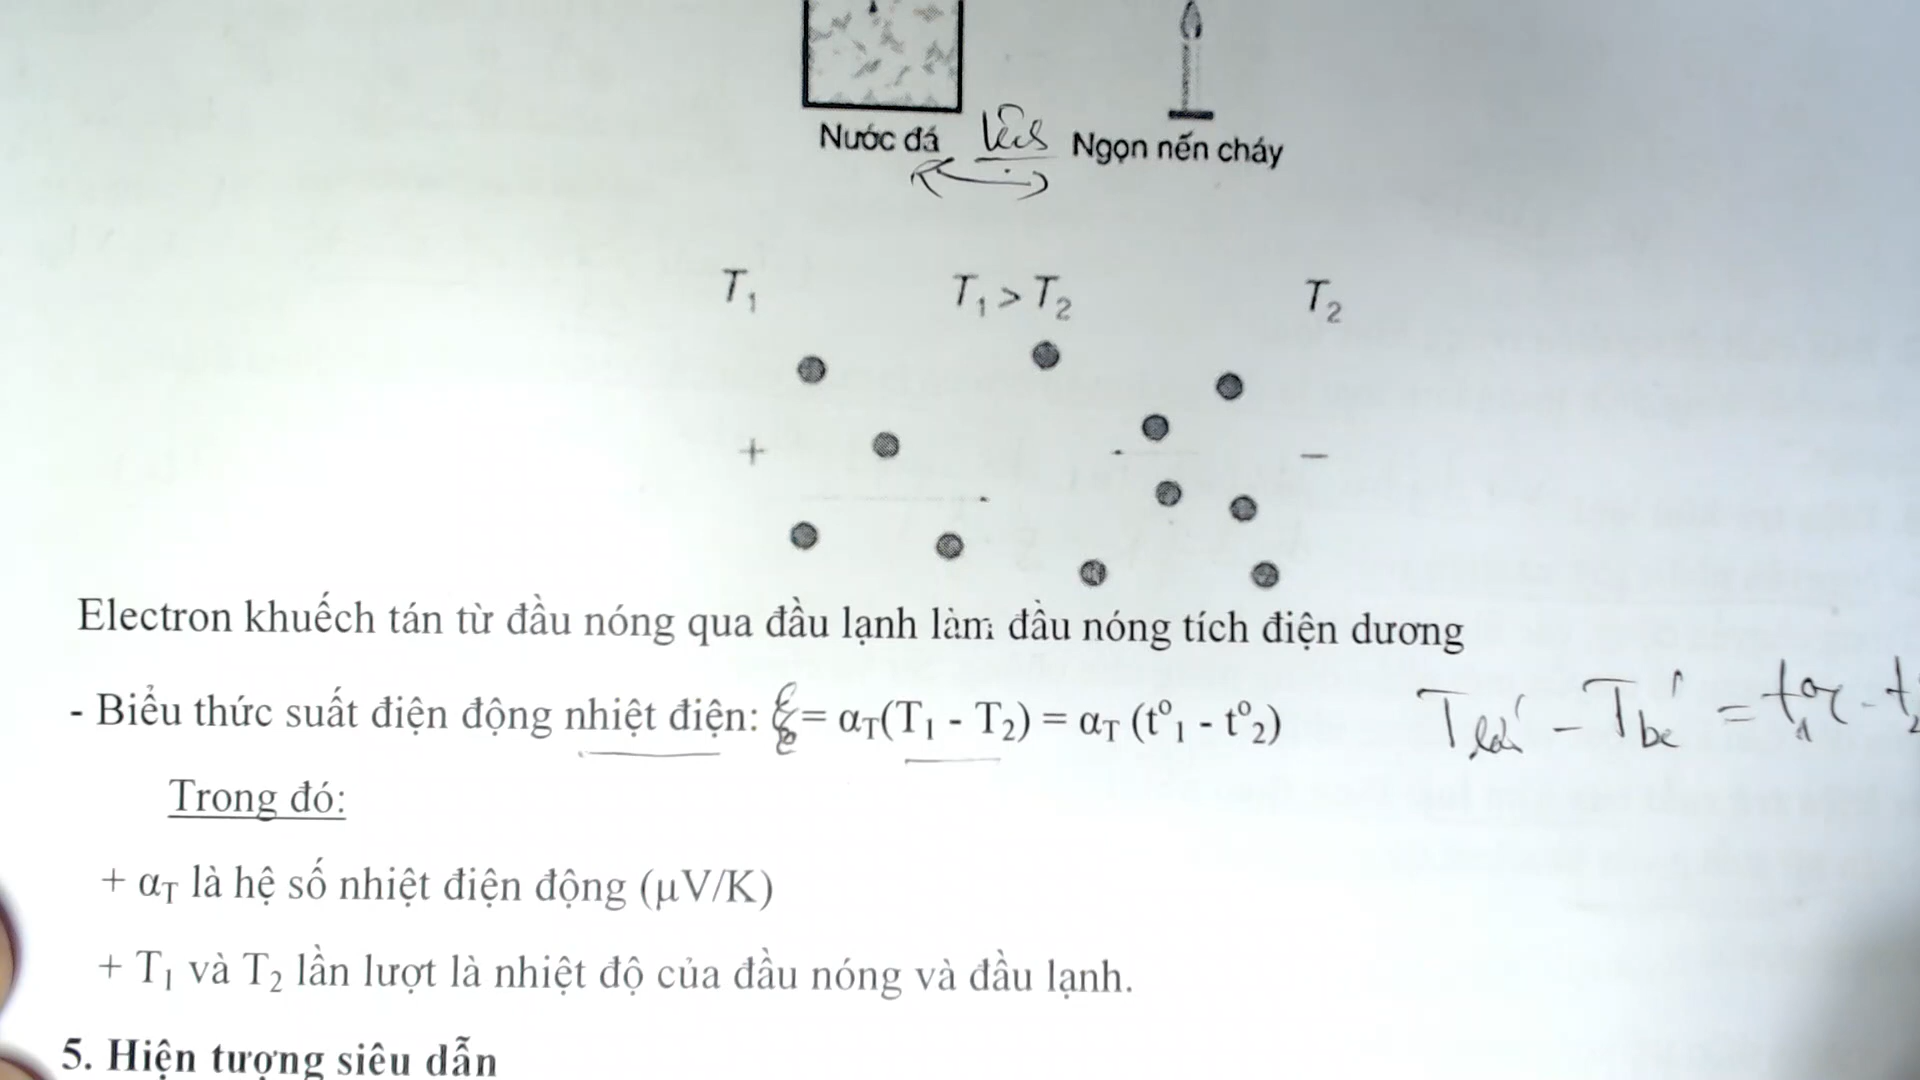 Nước đá
Ngọn nến cháy
T₁ T₁ > T₂ T₂
+ −
Electron khuếch tán từ đầu nóng qua đầu lạnh làm đầu nóng tích điện dương
- Biểu thức suất điện động nhiệt điện: ξ = αT(T₁ - T₂) = αT (t°₁ - t°₂)
Trong đó:
+ αT là hệ số nhiệt điện động (μV/K)
+ T₁ và T₂ lần lượt là nhiệt độ của đầu nóng và đầu lạnh.
5. Hiện tượng siêu dẫn